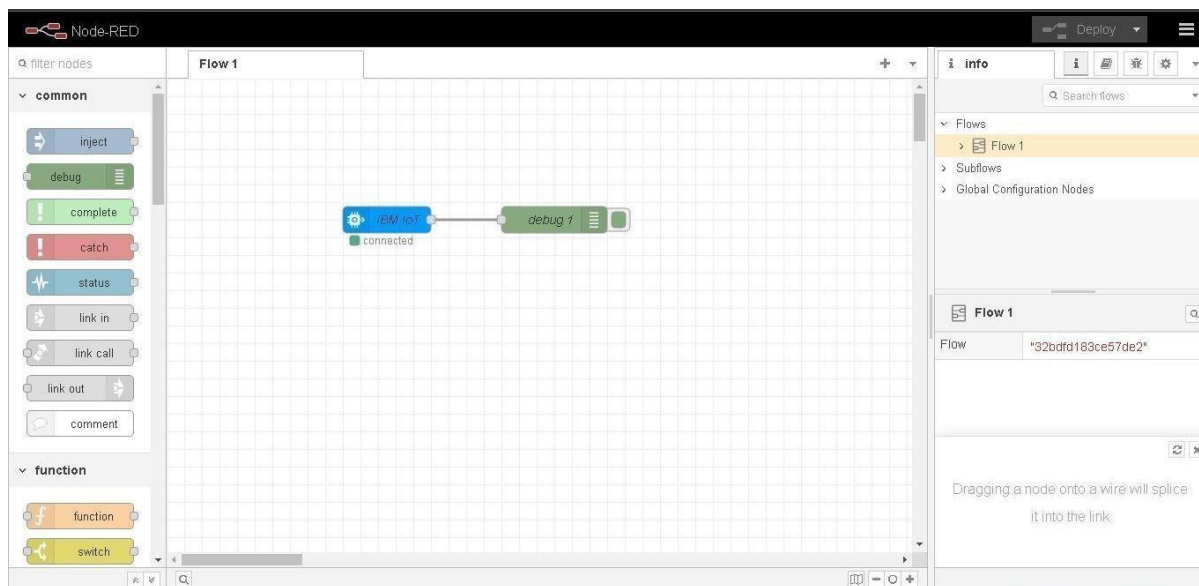 Node-RED
Deploy
filter nodes
Flow 1
i info
i
Search flows
common
Flows
Flow 1
inject
Subflows
debug
Global Configuration Nodes
complete
IBM IoT
debug 1
connected
catch
status
link in
Flow 1
link call
Flow
"32bdfd183ce57de2"
link out
comment
function
Dragging a node onto a wire will splice
it into the link
f function
switch